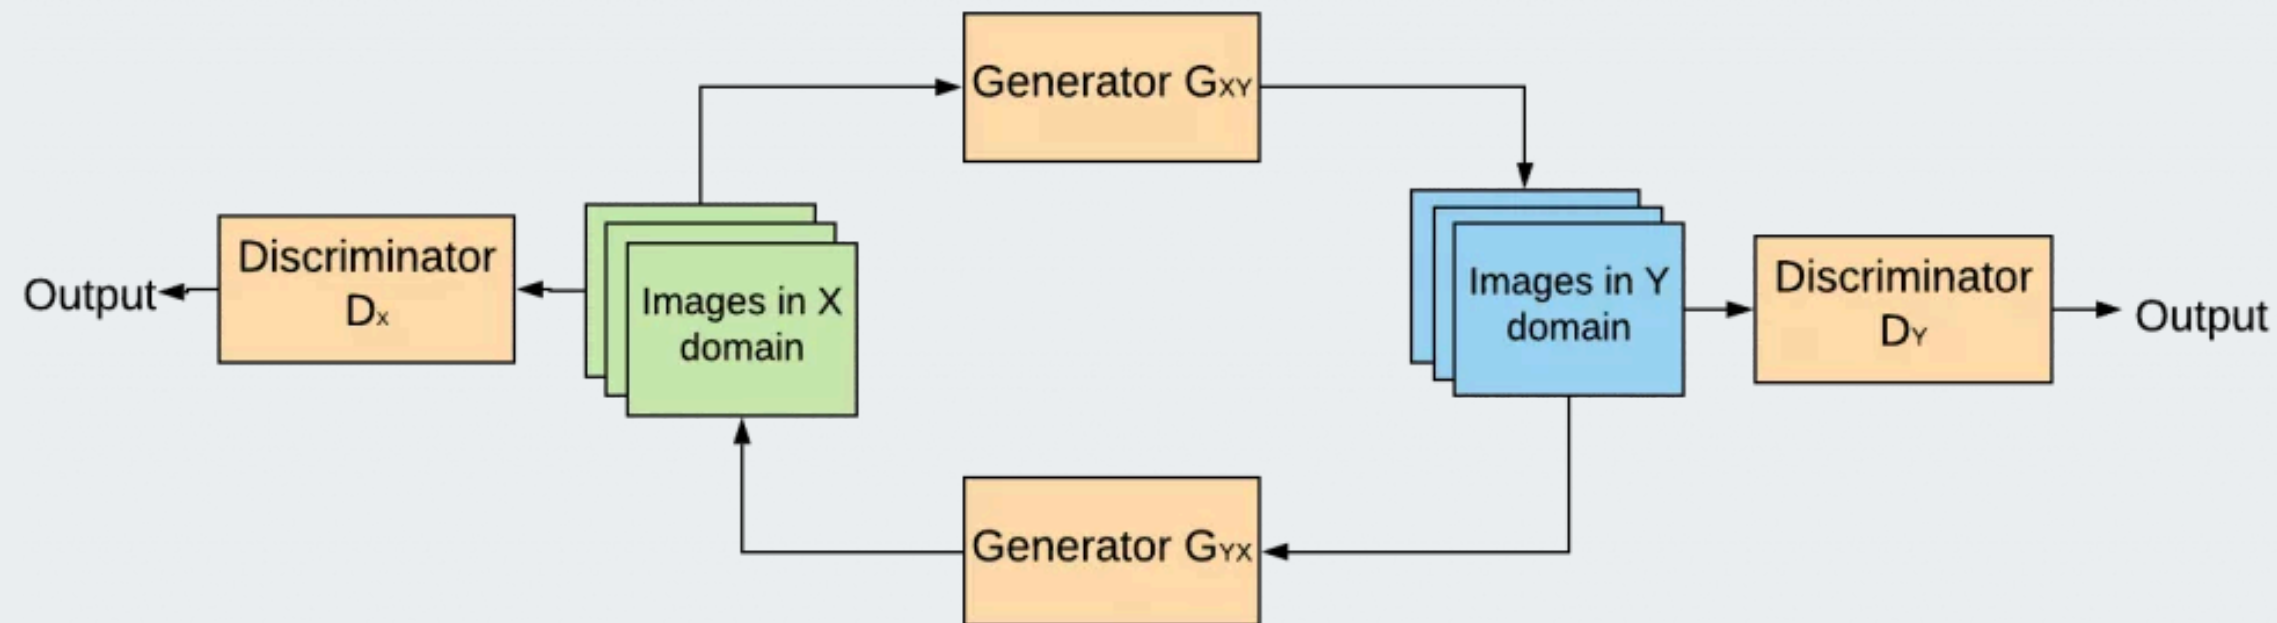 Generator GXY
Discriminator
DX
Output
Images in X
domain
Images in Y
domain
Discriminator
DY
Output
Generator GYX